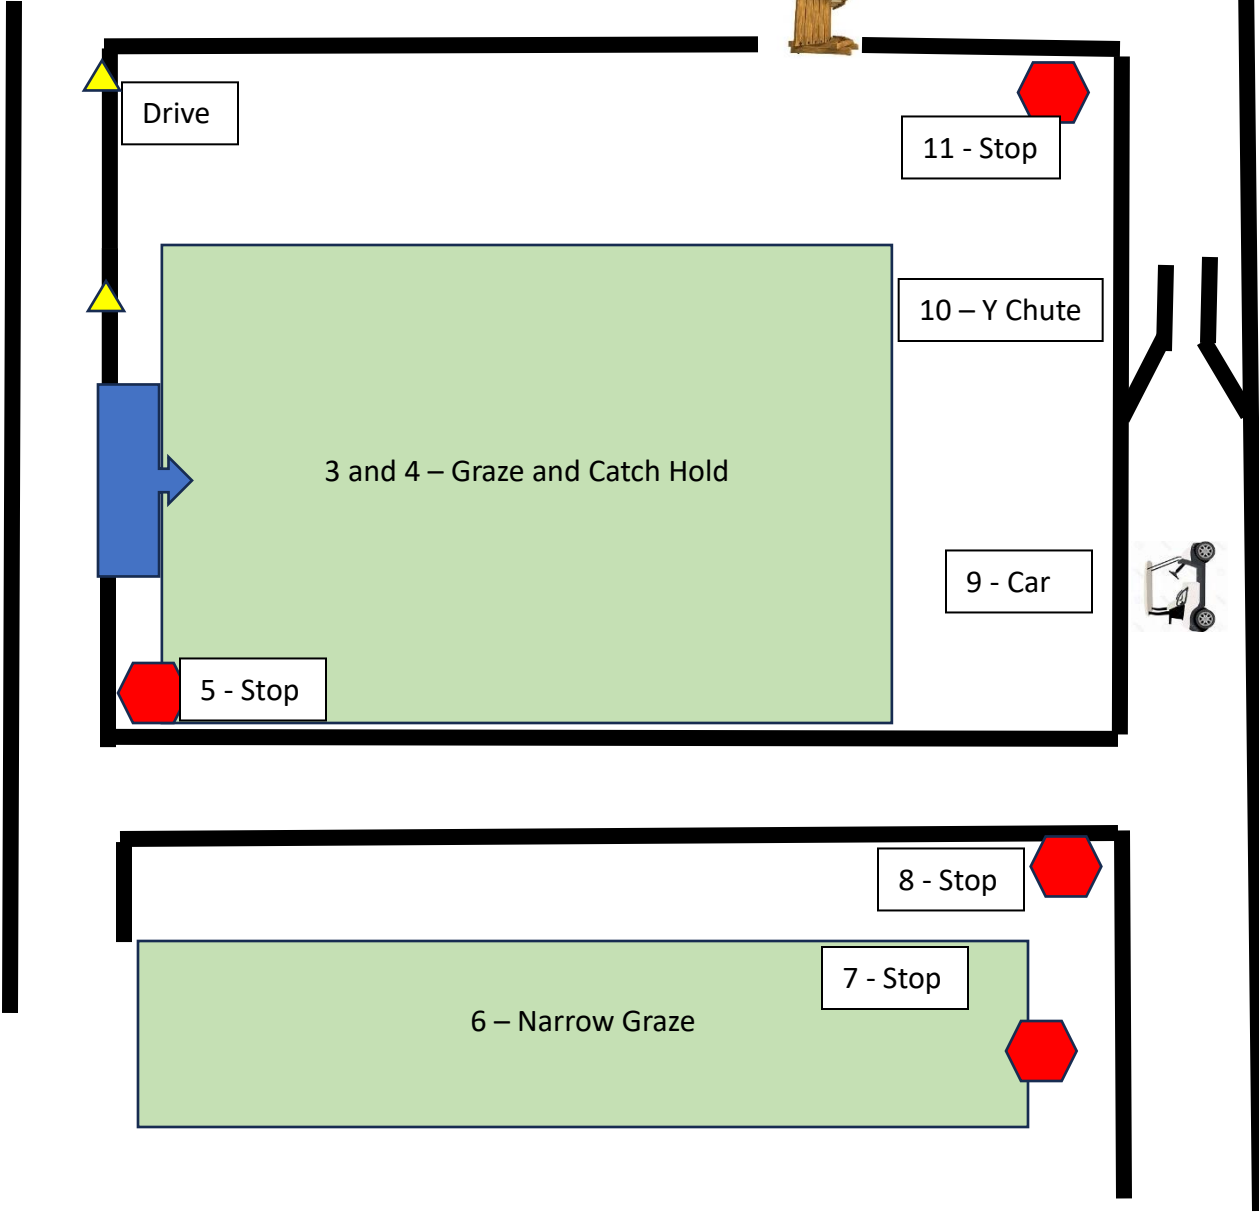 Drive
11 - Stop
10 – Y Chute
3 and 4 – Graze and Catch Hold
9 - Car
5 - Stop
8 - Stop
7 - Stop
6 – Narrow Graze